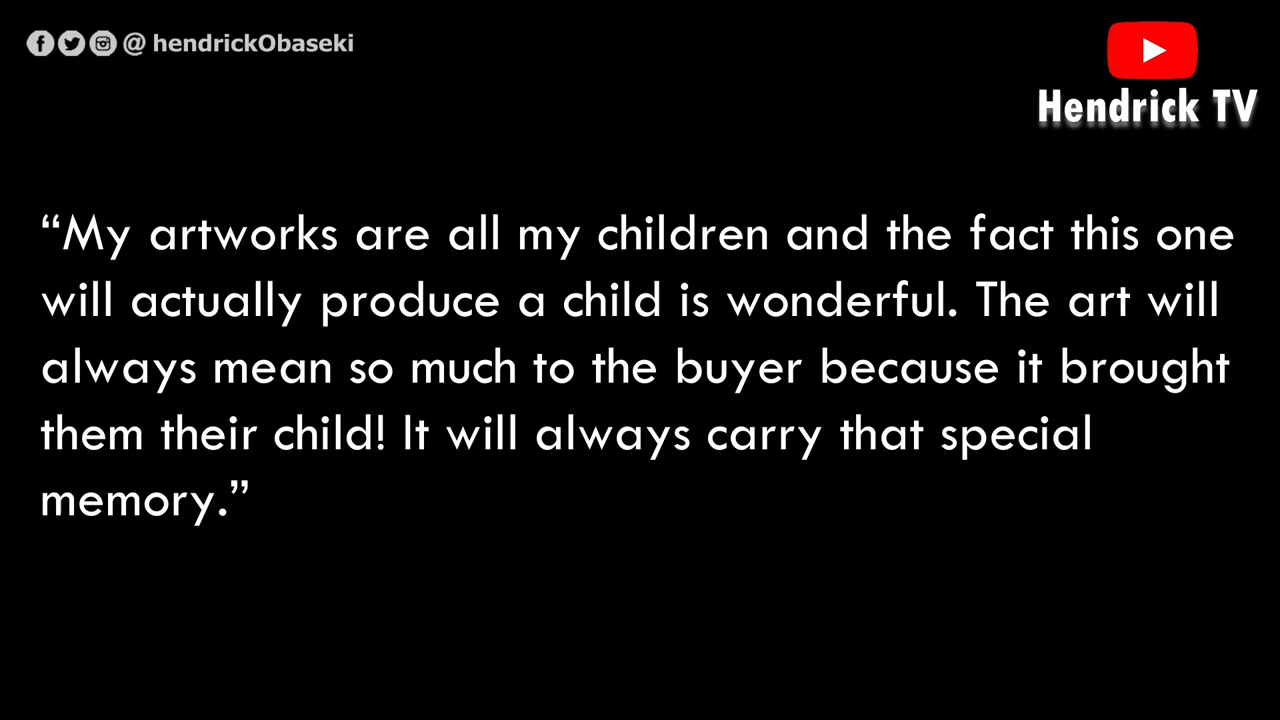 @ hendrickObaseki
Hendrick TV
“My artworks are all my children and the fact this one
will actually produce a child is wonderful. The art will
always mean so much to the buyer because it brought
them their child! It will always carry that special
memory.”